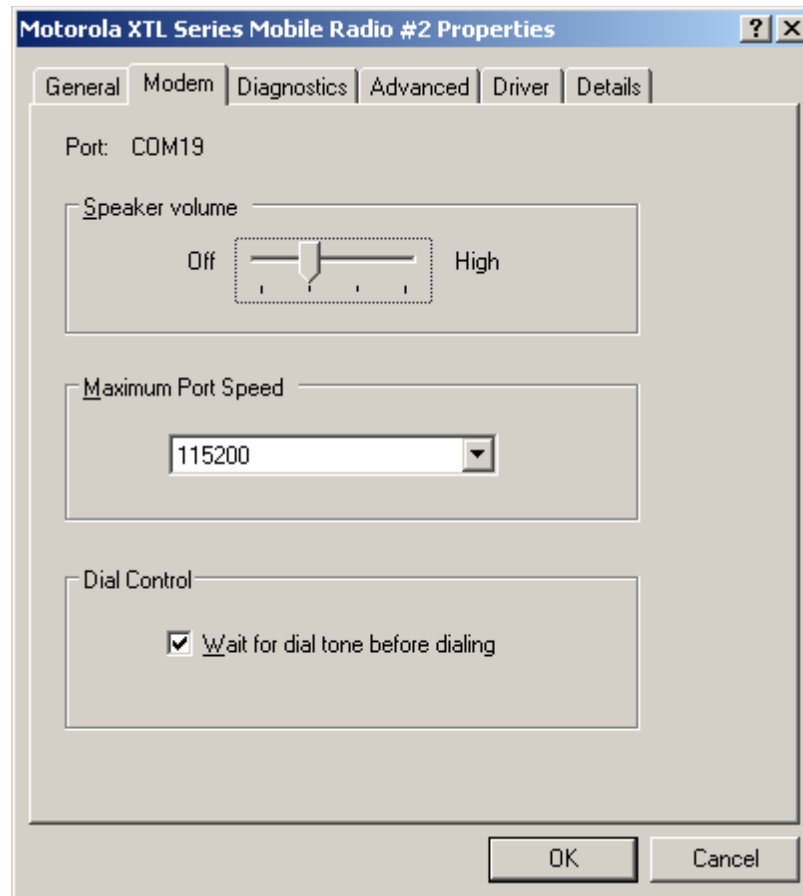 Motorola XTL Series Mobile Radio #2 Properties
General Modem Diagnostics Advanced Driver Details
Port: COM19
Speaker volume
Off High
Maximum Port Speed
115200
Dial Control
Wait for dial tone before dialing
OK Cancel